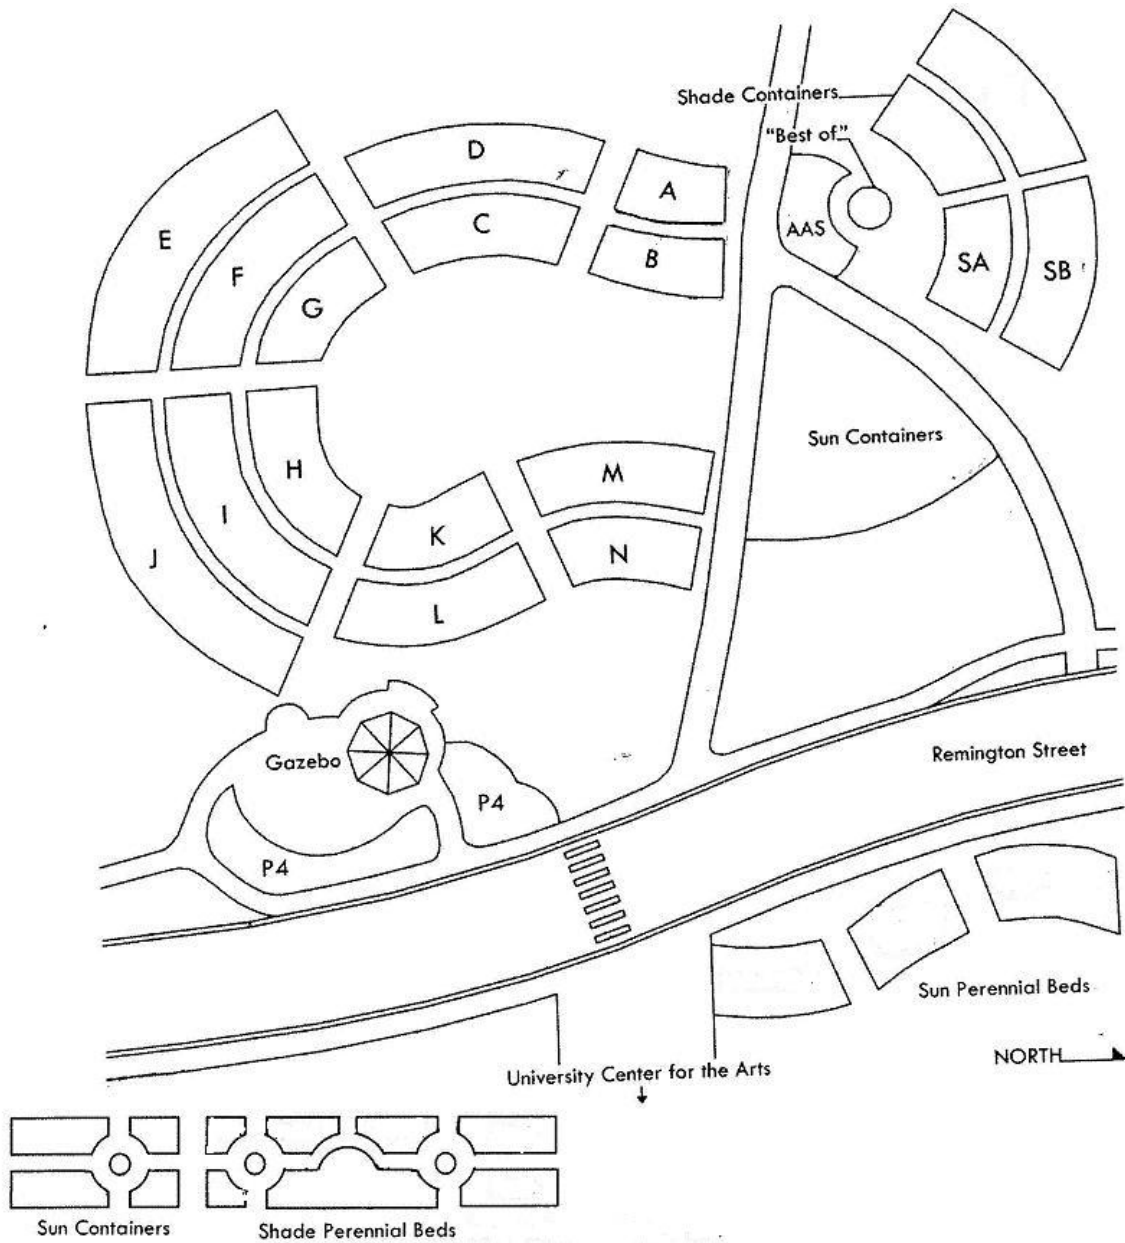 Shade Containers
"Best of"
D
A
E
C
AAS
F
B
SA
SB
G
Sun Containers
H
M
I
K
J
N
L
Gazebo
Remington Street
P4
P4
Sun Perennial Beds
NORTH
University Center for the Arts
Sun Containers
Shade Perennial Beds